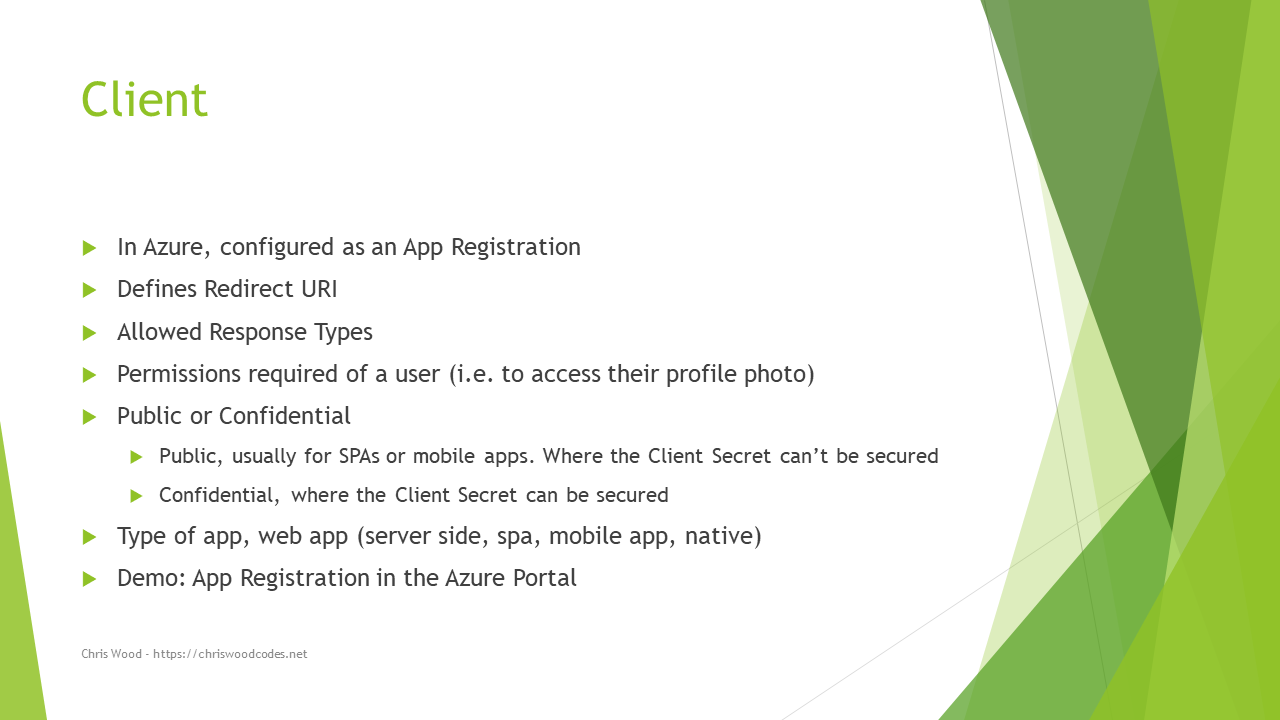 Client
In Azure, configured as an App Registration
Defines Redirect URI
Allowed Response Types
Permissions required of a user (i.e. to access their profile photo)
Public or Confidential
Public, usually for SPAs or mobile apps. Where the Client Secret can’t be secured
Confidential, where the Client Secret can be secured
Type of app, web app (server side, spa, mobile app, native)
Demo: App Registration in the Azure Portal
Chris Wood - https://chriswoodcodes.net